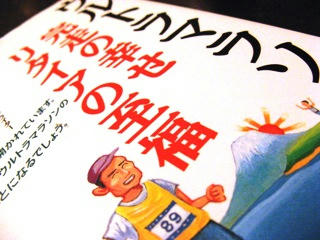 ウルトラマラソン
完走の幸せ
リタイアの至福
開かれています。
ウルトラマラソンの
とになるでしょう。
89